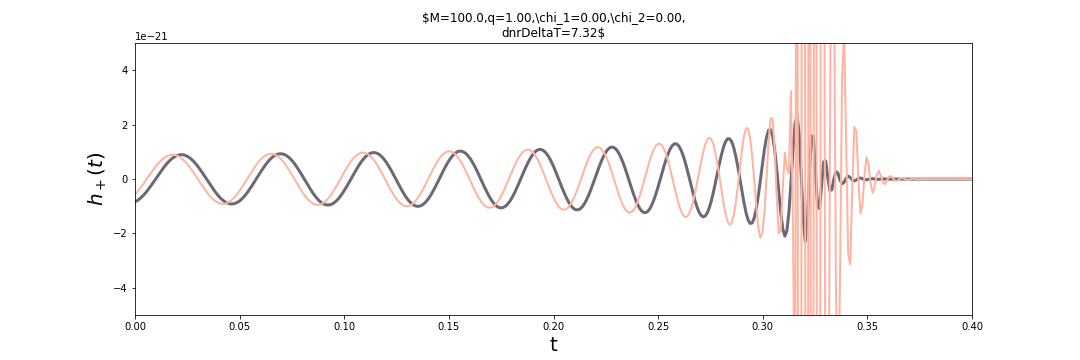 $M=100.0,q=1.00,\chi_1=0.00,\chi_2=0.00,
dnrDeltaT=7.32$
1e−21
4
2
0
−2
−4
h+(t)
0.00 0.05 0.10 0.15 0.20 0.25 0.30 0.35 0.40
t